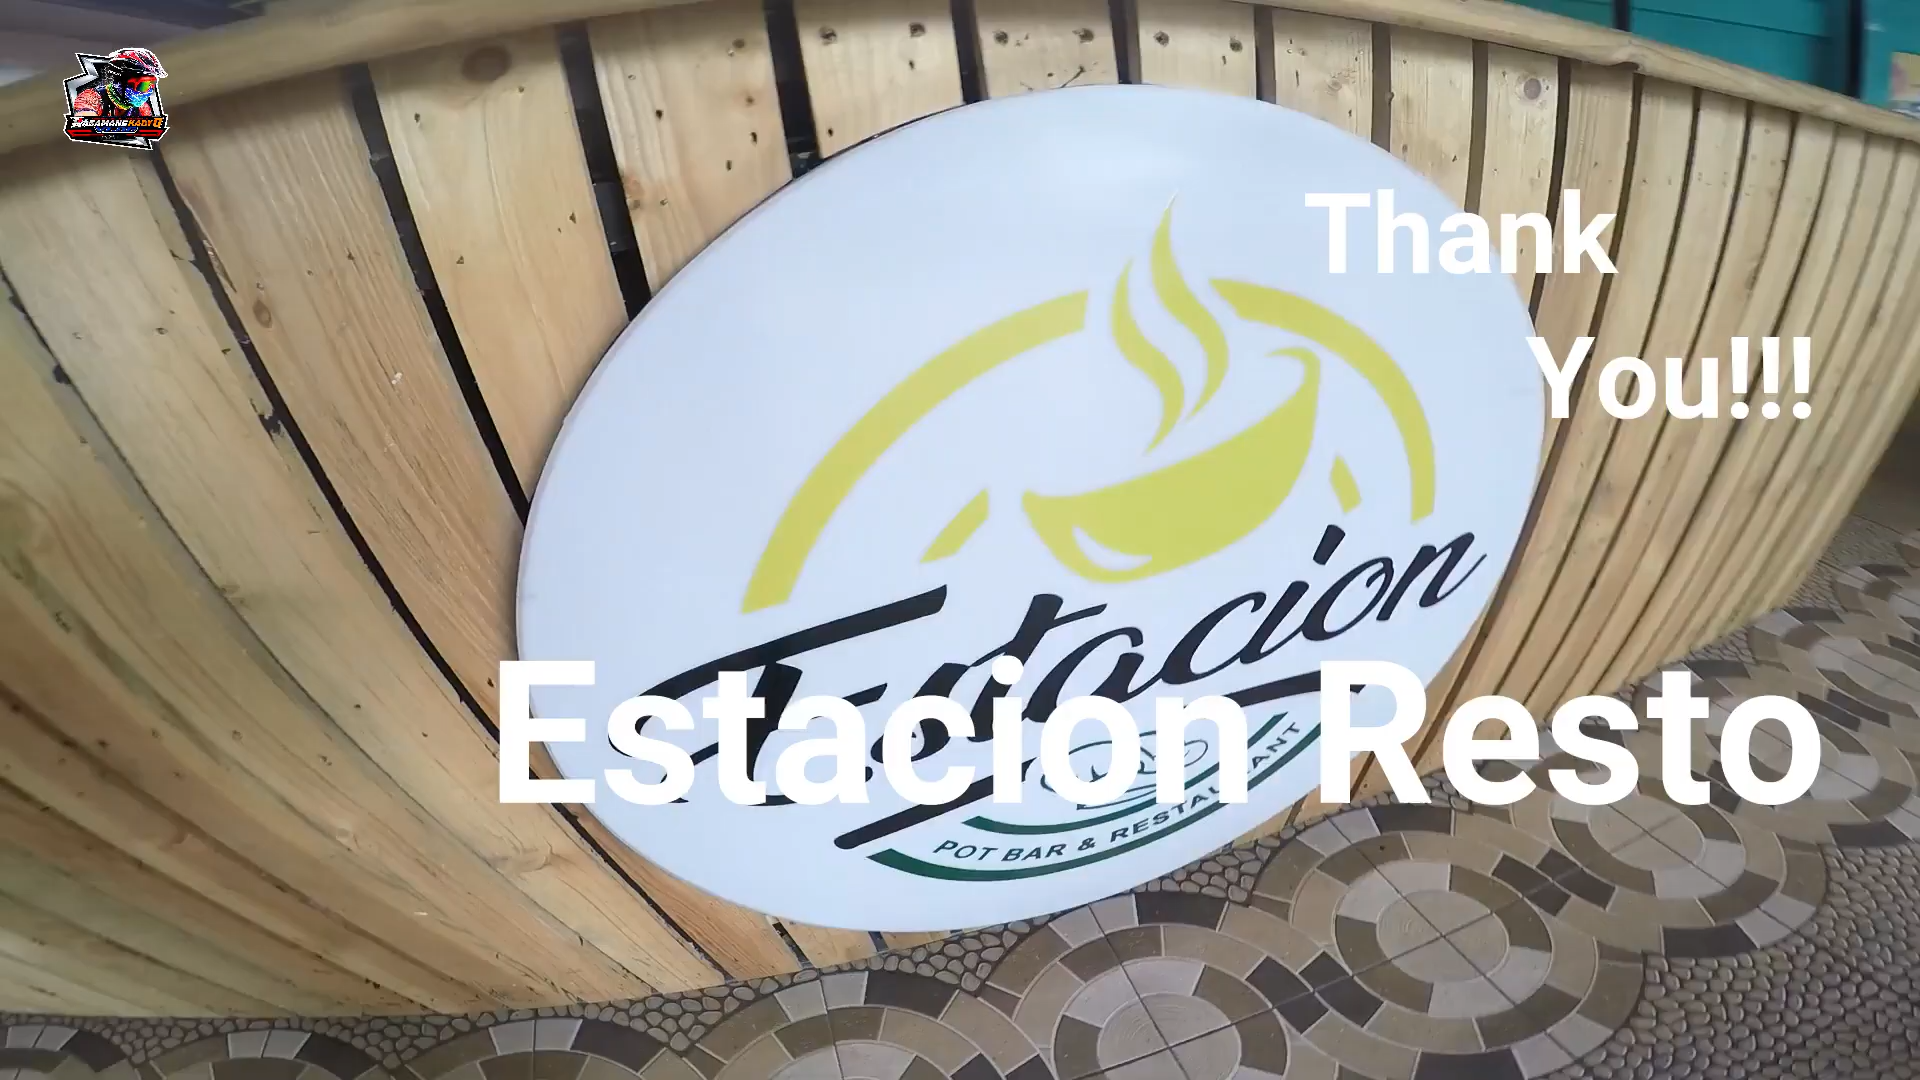 Thank
You!!!
Estacion
Estacion Resto
POT BAR & RESTAURANT